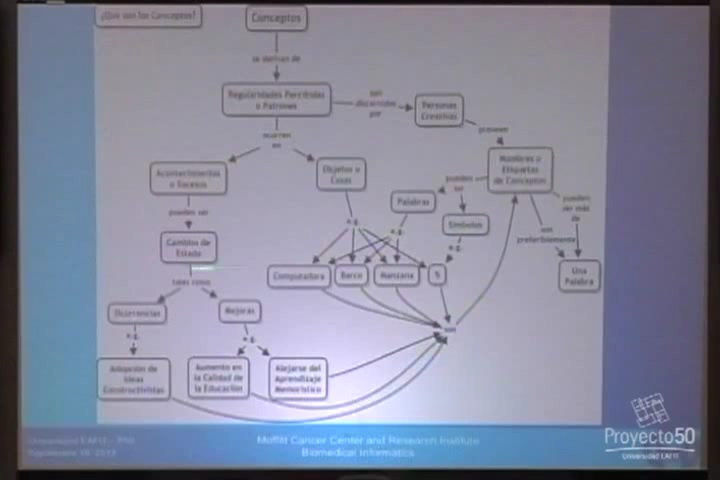 ¿Qué son los Conceptos?
Conceptos
se derivan de
Regularidades Percibidas
o Patrones
son
discernidos
por
Personas
Creativas
proveen
ocurren
en
Nombres o
Etiquetas
de Conceptos
Acontecimientos
o Sucesos
Objetos o
Cosas
pueden
ser
Palabras
Símbolos
pueden
ser más
de
son
preferiblemente
pueden ser
e.g.
e.g.
e.g.
Cambios de
Estado
Computadora
Barco
Manzana
%
Una
Palabra
tales como
Ocurrencias
Mejoras
son
e.g.
e.g.
Adopción de
Ideas
Constructivistas
Aumento en
la Calidad de
la Educación
Alejarse del
Aprendizaje
Memorístico
Universidad EAFIT
Moffitt Cancer Center and Research Institute
Biomedical Informatics
Proyecto50
Universidad EAFIT